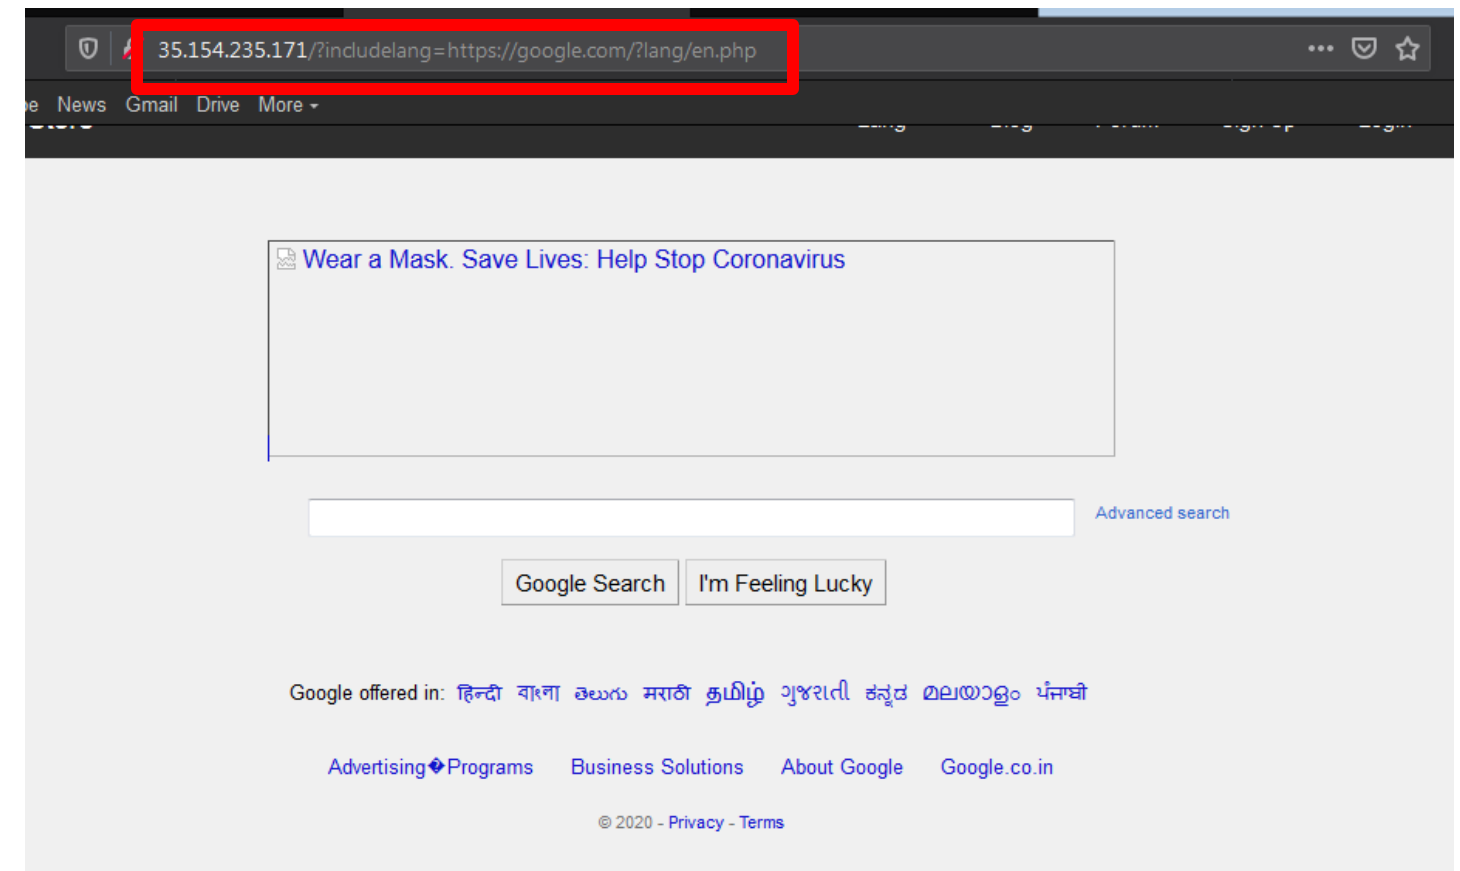 35.154.235.171/?includelang=https://google.com/?lang/en.php
News Gmail Drive More
Wear a Mask. Save Lives: Help Stop Coronavirus
Advanced search
Google Search I'm Feeling Lucky
Google offered in: हिन्दी বাংলা తెలుగు मराठी தமிழ் ગુજરાતી ಕನ್ನಡ മലയാളം ਪੰਜਾਬੀ
Advertising�Programs Business Solutions About Google Google.co.in
© 2020 - Privacy - Terms